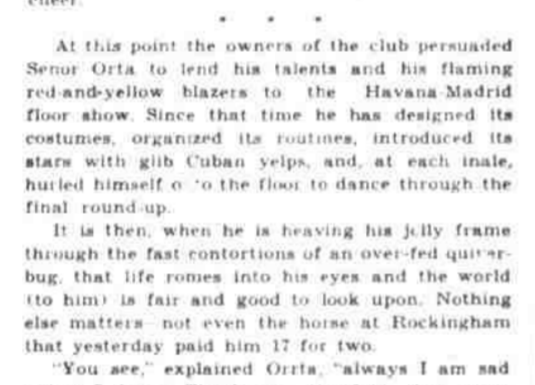 cheer.
* * *
At this point the owners of the club persuaded
Senor Orta to lend his talents and his flaming
red-and-yellow blazers to the Havana-Madrid
floor show. Since that time he has designed its
costumes, organized its routines, introduced its
stars with glib Cuban yelps, and, at each inale,
hurled himself o 'o the floor to dance through the
final round-up.
It is then, when he is heaving his jelly frame
through the fast contortions of an over-fed quiver-
bug, that life romes into his eyes and the world
(to him) is fair and good to look upon. Nothing
else matters—not even the horse at Rockingham
that yesterday paid him 17 for two.
"You see," explained Orrta, "always I am sad